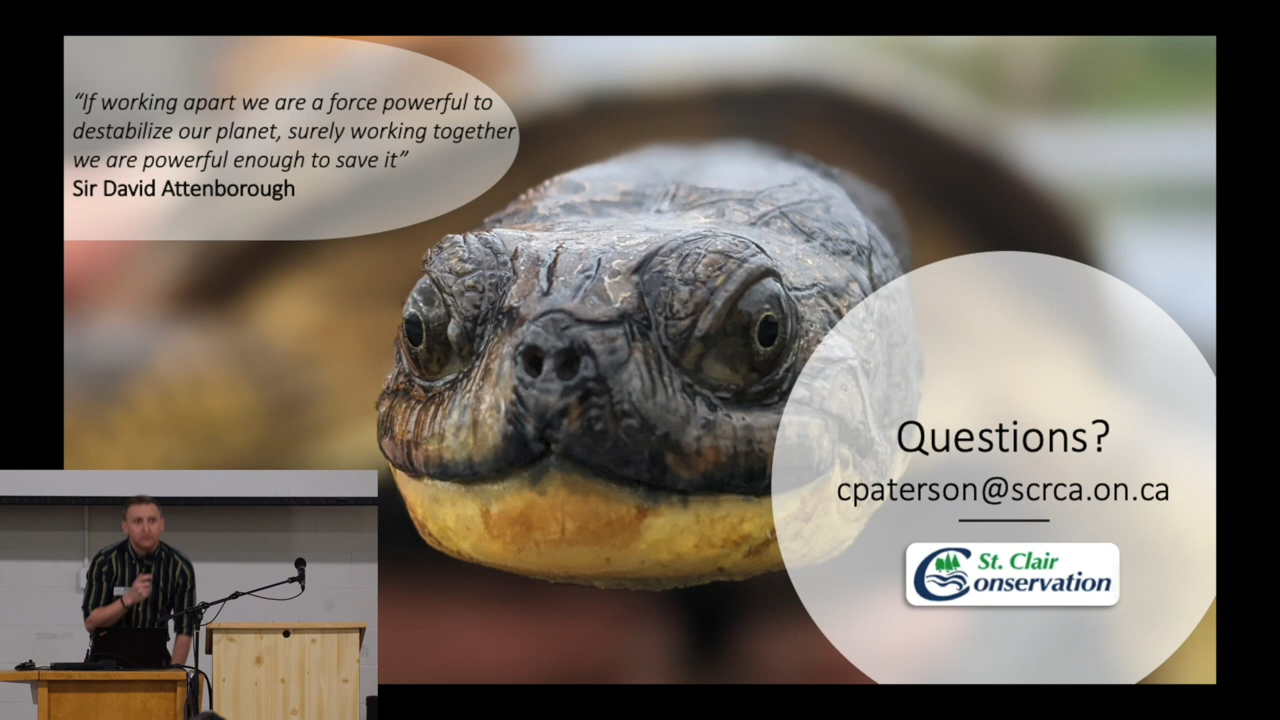 “If working apart we are a force powerful to
destabilize our planet, surely working together
we are powerful enough to save it”
Sir David Attenborough
Questions?
cpaterson@scrca.on.ca
St. Clair
Conservation